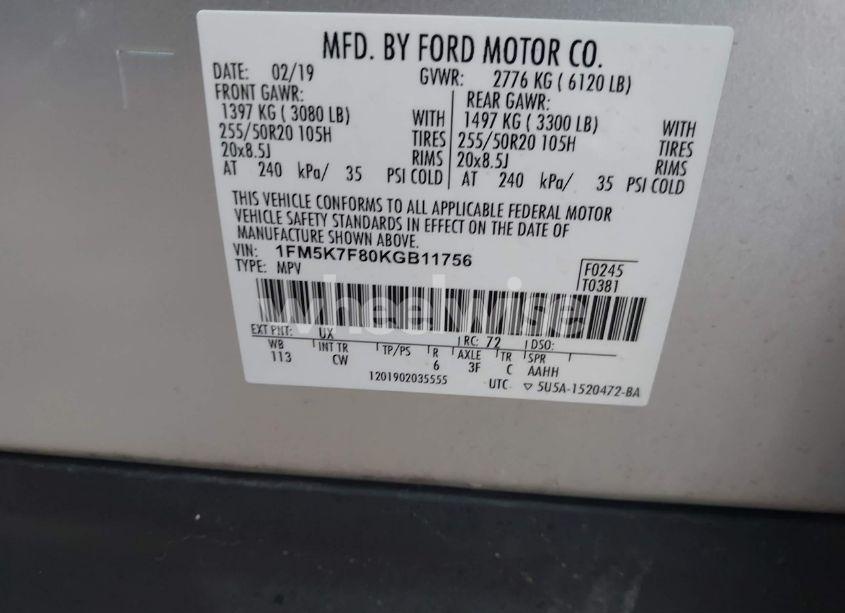 MFD. BY FORD MOTOR CO.
DATE: 02/19 GVWR: 2776 KG ( 6120 LB)
FRONT GAWR: REAR GAWR:
1397 KG ( 3080 LB) WITH 1497 KG ( 3300 LB) WITH
255/50R20 105H TIRES 255/50R20 105H TIRES
20x8.5J RIMS 20x8.5J RIMS
AT 240 kPa/ 35 PSI COLD AT 240 kPa/ 35 PSI COLD
THIS VEHICLE CONFORMS TO ALL APPLICABLE FEDERAL MOTOR
VEHICLE SAFETY STANDARDS IN EFFECT ON THE DATE OF
MANUFACTURE SHOWN ABOVE.
VIN: 1FM5K7F80KGB11756 F0245
TYPE: MPV T0381
wheelwise
EXT PNT: UX RC: 72 DSO:
WB INT TR TP/PS R AXLE TR SPR
113 CW 6 3F C AAHH
1201902035555 UTC ▽ 5U5A-1520472-BA